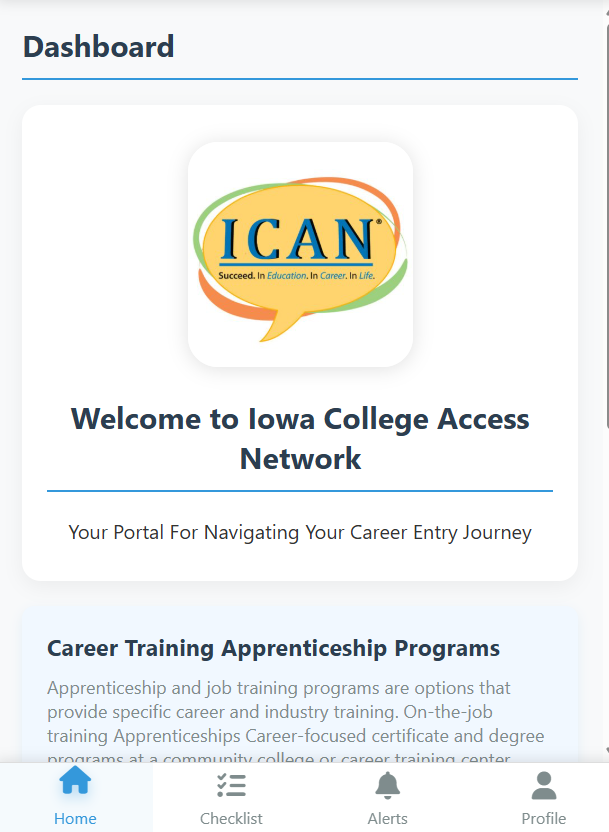 Dashboard
ICAN®
Succeed. In Education. In Career. In Life.
Welcome to Iowa College Access
Network
Your Portal For Navigating Your Career Entry Journey
Career Training Apprenticeship Programs
Apprenticeship and job training programs are options that
provide specific career and industry training. On-the-job
training Apprenticeships Career-focused certificate and degree
programs at a community college or career training center
Home
Checklist
Alerts
Profile